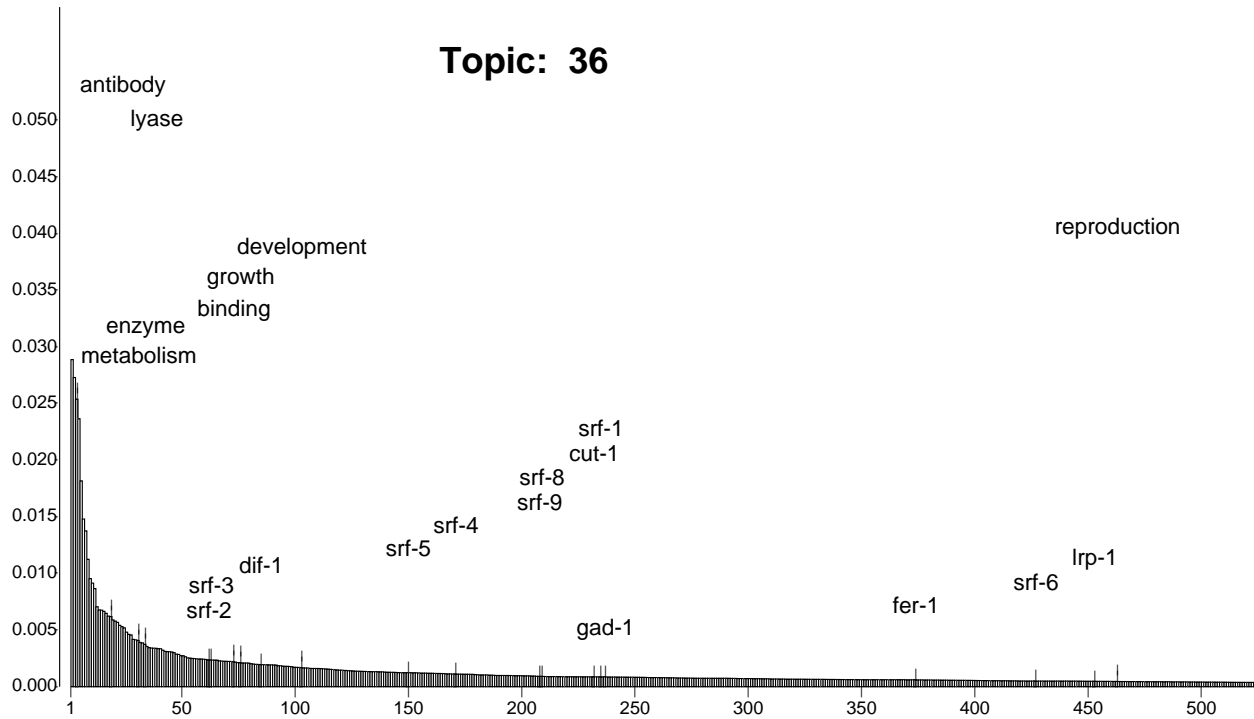 Topic: 36
antibody
lyase
0.050
0.045
0.040
reproduction
development
0.035
growth
binding
enzyme
0.030
metabolism
0.025
srf-1
cut-1
0.020
srf-8
srf-9
0.015
srf-4
srf-5
lrp-1
dif-1
0.010
srf-3
srf-6
srf-2
fer-1
0.005
gad-1
0.000
1 50 100 150 200 250 300 350 400 450 500